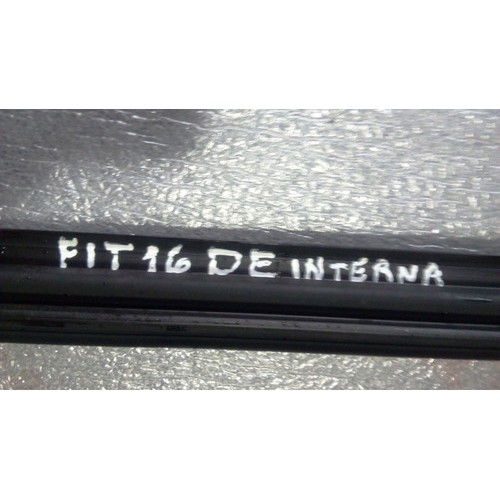 FIT 16 DE INTERNA